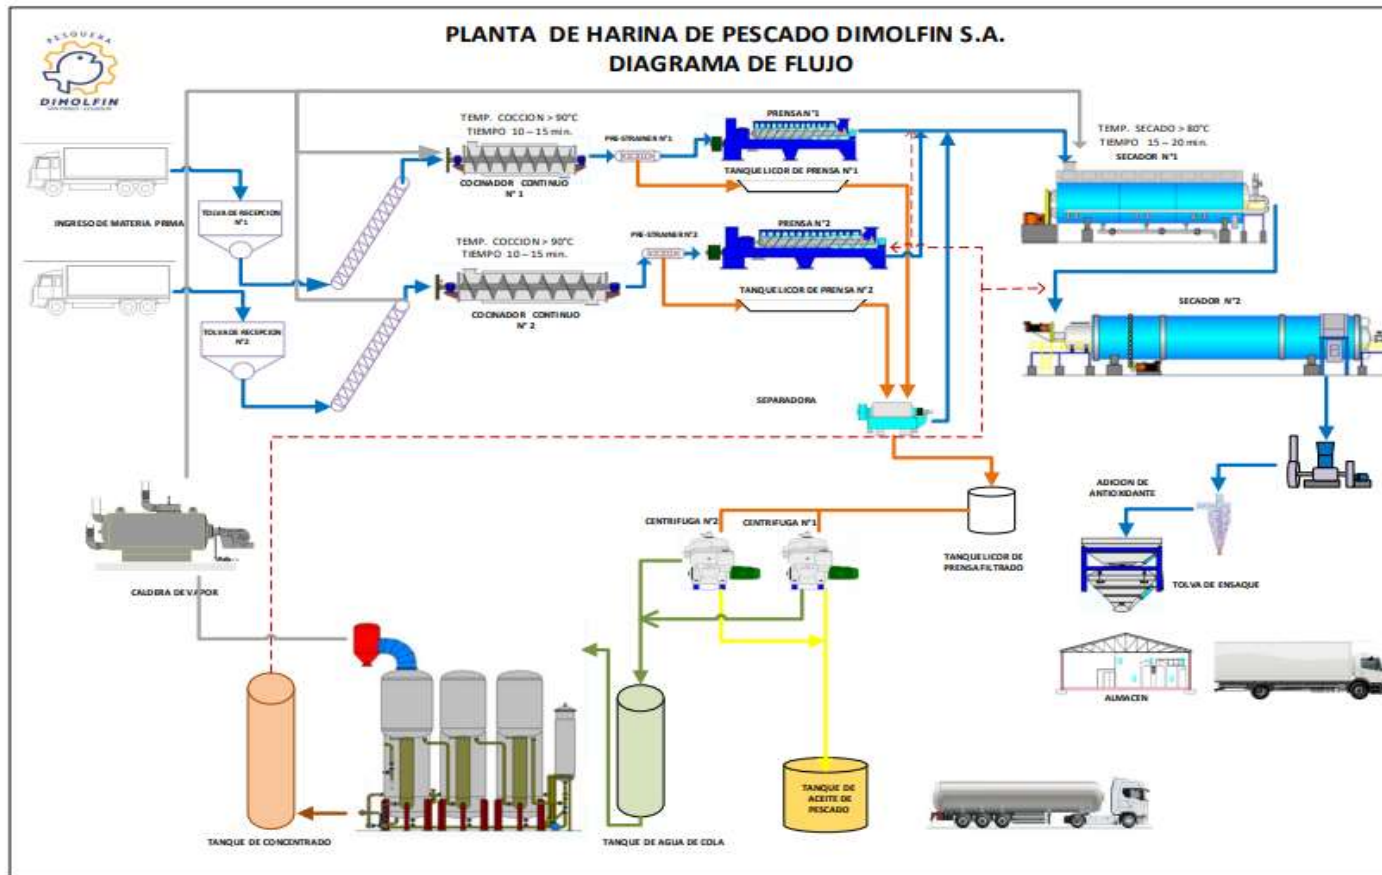 PLANTA DE HARINA DE PESCADO DIMOLFIN S.A.
DIAGRAMA DE FLUJO
PESQUERA
DIMOLFIN
TEMP. COCCION > 90°C
TIEMPO 10 – 15 min.
PRE-STRAINER N°1
PRENSA N°1
TEMP. SECADO > 80°C
TIEMPO 15 – 20 min.
SECADOR N°1
COCINADOR CONTINUO
N° 1
TANQUE LICOR DE PRENSA N°1
INGRESO DE MATERIA PRIMA
TOLVA DE RECEPCION
N°1
TEMP. COCCION > 90°C
TIEMPO 10 – 15 min.
PRE-STRAINER N°2
PRENSA N°2
COCINADOR CONTINUO
N° 2
TANQUE LICOR DE PRENSA N°2
SECADOR N°2
TOLVA DE RECEPCION
N°2
SEPARADORA
ADICION DE
ANTIOXIDANTE
CENTRIFUGA N°2
CENTRIFUGA N°1
TANQUE LICOR DE
PRENSA FILTRADO
TOLVA DE ENSAQUE
CALDERA DE VAPOR
ALMACEN
TANQUE DE
ACEITE DE
PESCADO
TANQUE DE CONCENTRADO
TANQUE DE AGUA DE COLA